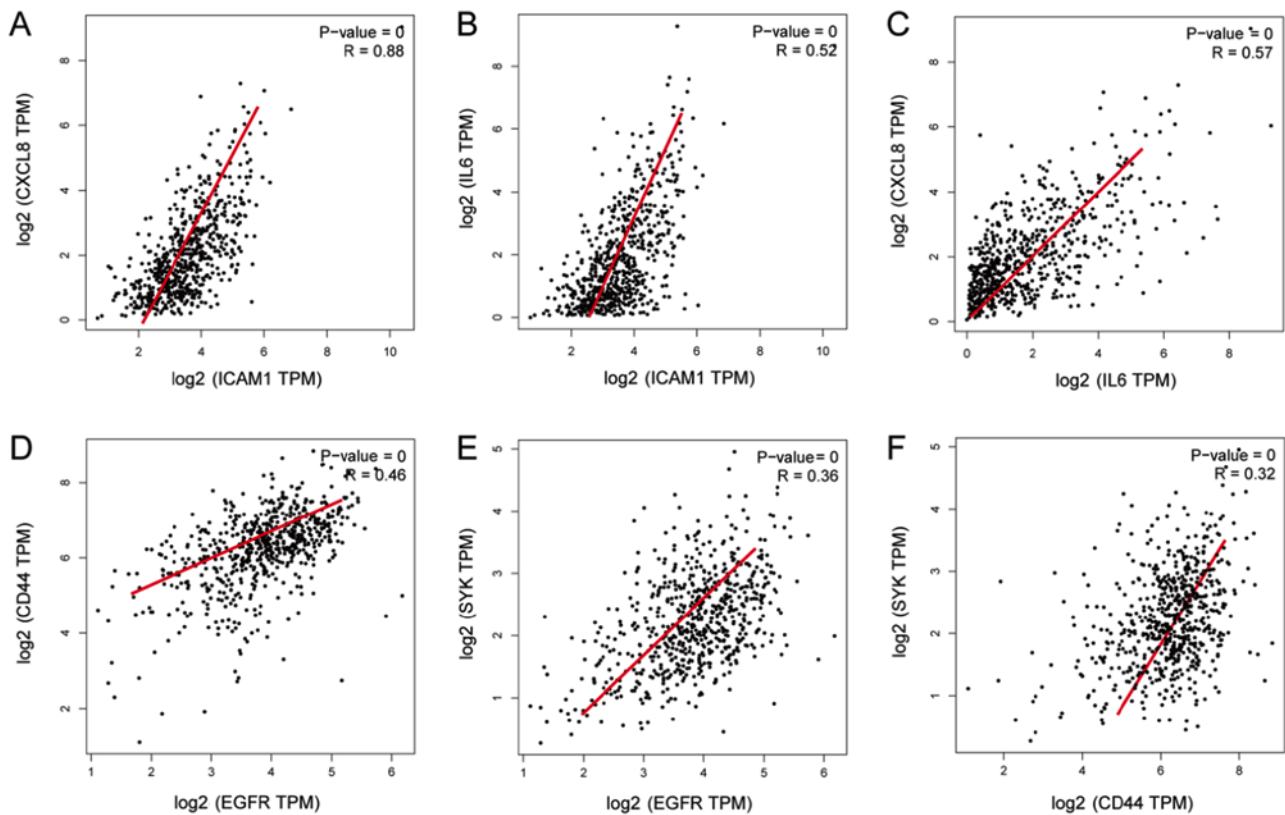 A
P-value = 0
R = 0.88
log2 (CXCL8 TPM)
8
6
4
2
0
2 4 6 8 10
log2 (ICAM1 TPM)
B
P-value = 0
R = 0.52
log2 (IL6 TPM)
8
6
4
2
0
2 4 6 8 10
log2 (ICAM1 TPM)
C
P-value = 0
R = 0.57
log2 (CXCL8 TPM)
8
6
4
2
0
0 2 4 6 8
log2 (IL6 TPM)
D
P-value = 0
R = 0.46
log2 (CD44 TPM)
8
6
4
2
1 2 3 4 5 6
log2 (EGFR TPM)
E
P-value = 0
R = 0.36
log2 (SYK TPM)
5
4
3
2
1
1 2 3 4 5 6
log2 (EGFR TPM)
F
P-value = 0
R = 0.32
log2 (SYK TPM)
5
4
3
2
1
2 4 6 8
log2 (CD44 TPM)